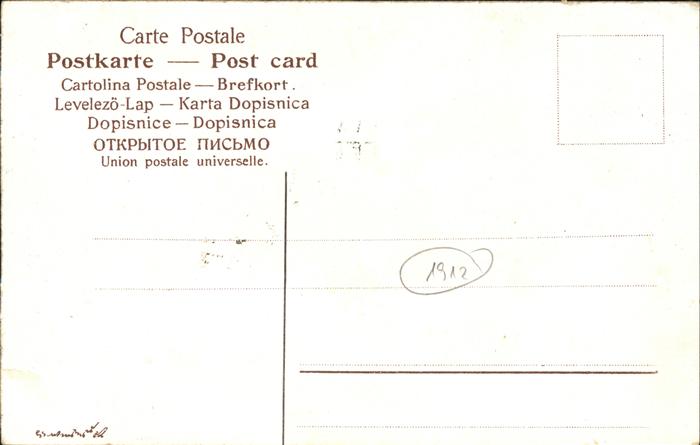 Carte Postale
Postkarte — Post card
Cartolina Postale — Brefkort.
Levelezö-Lap — Karta Dopisnica
Dopisnice — Dopisnica
ОТКРЫТОЕ ПИСЬМО
Union postale universelle.
1912